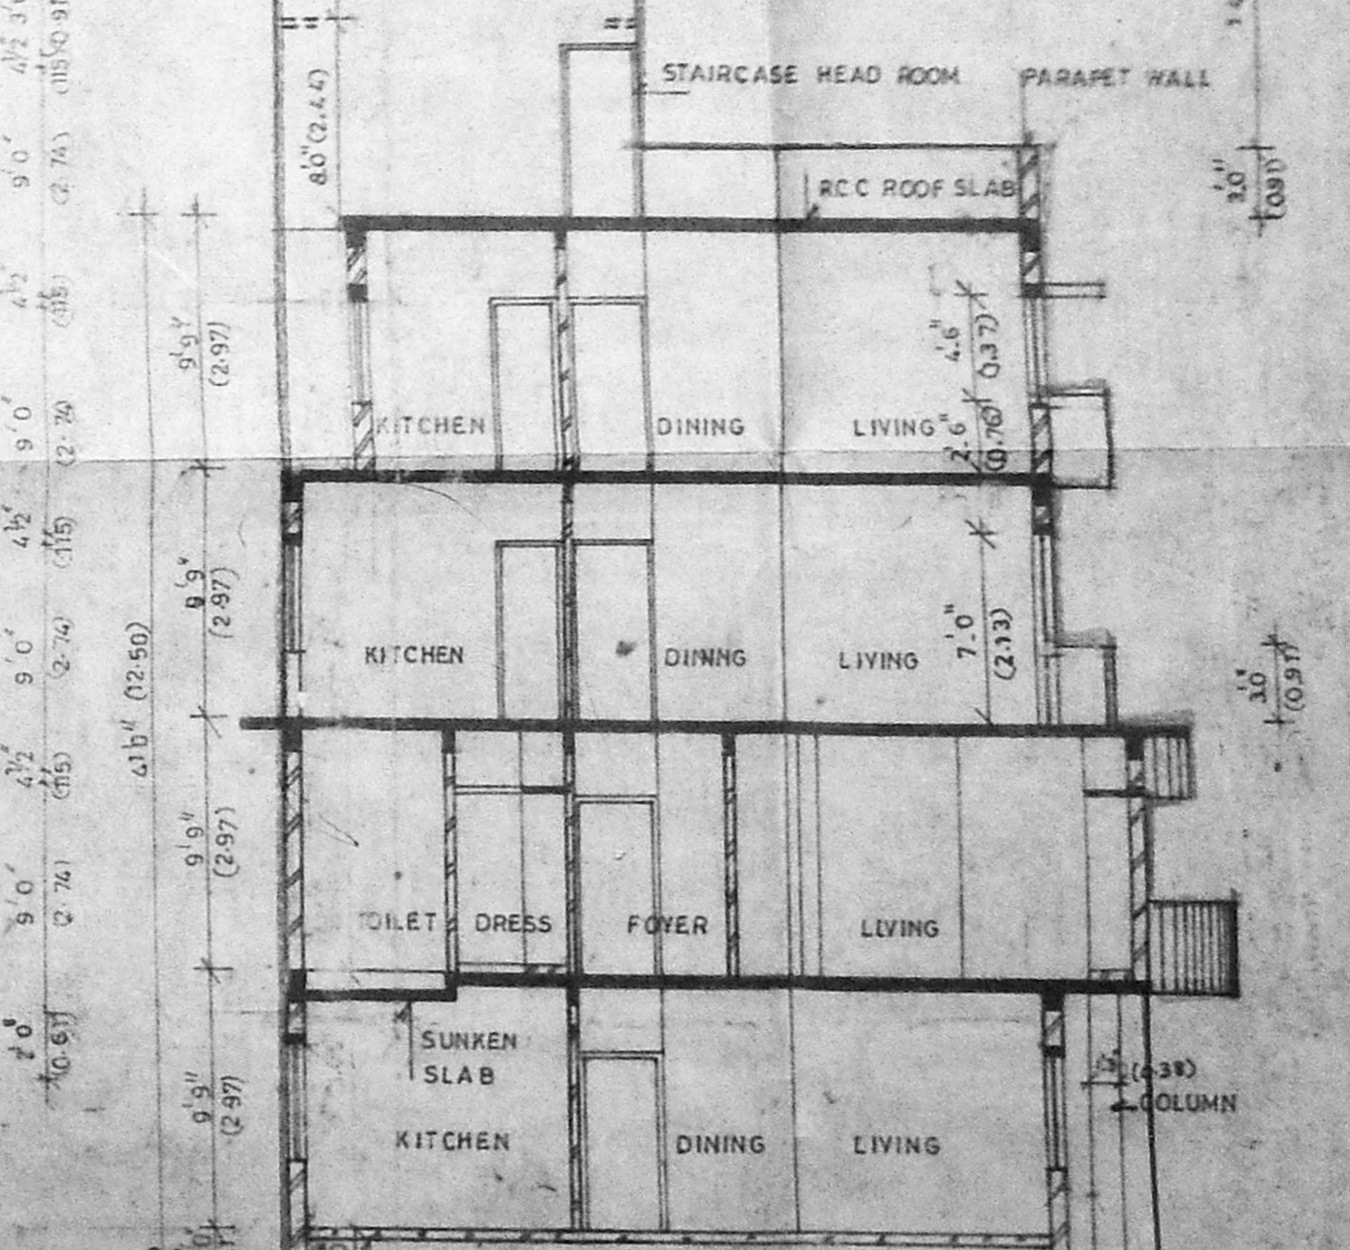 STAIRCASE HEAD ROOM
PARAPET WALL
8'.0" (2.44)
RCC ROOF SLAB
3'.0"
(0.91)
4½"
(.115)
9'0"
(2.74)
4½"
(.115)
9'9"
(2.97)
4'.6"
(1.37)
KITCHEN
DINING
LIVING
2'.6"
(0.76)
9'0"
(2.74)
4½"
(.115)
9'9"
(2.97)
7'.0"
(2.13)
KITCHEN
DINING
LIVING
9'0"
(2.74)
(12.50)
3'.0"
(0.91)
4½"
(.115)
9'9"
(2.97)
TOILET
DRESS
FOYER
LIVING
9'0"
(2.74)
2'0"
(0.61)
SUNKEN
SLAB
COLUMN
9'9"
(2.97)
KITCHEN
DINING
LIVING